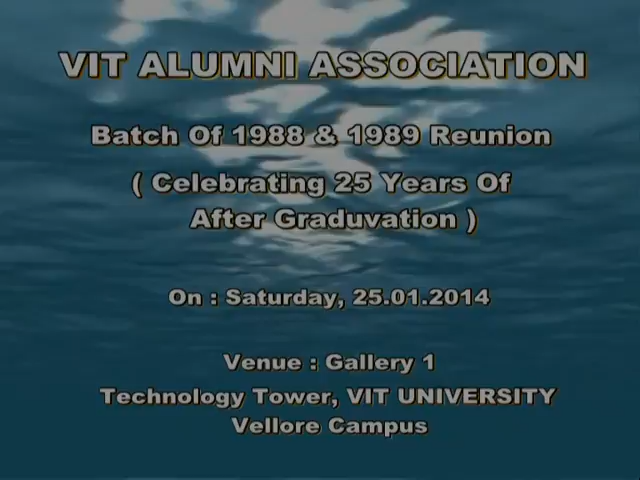 VIT ALUMNI ASSOCIATION
Batch Of 1988 & 1989 Reunion
( Celebrating 25 Years Of
After Graduvation )
On : Saturday, 25.01.2014
Venue : Gallery 1
Technology Tower, VIT UNIVERSITY
Vellore Campus